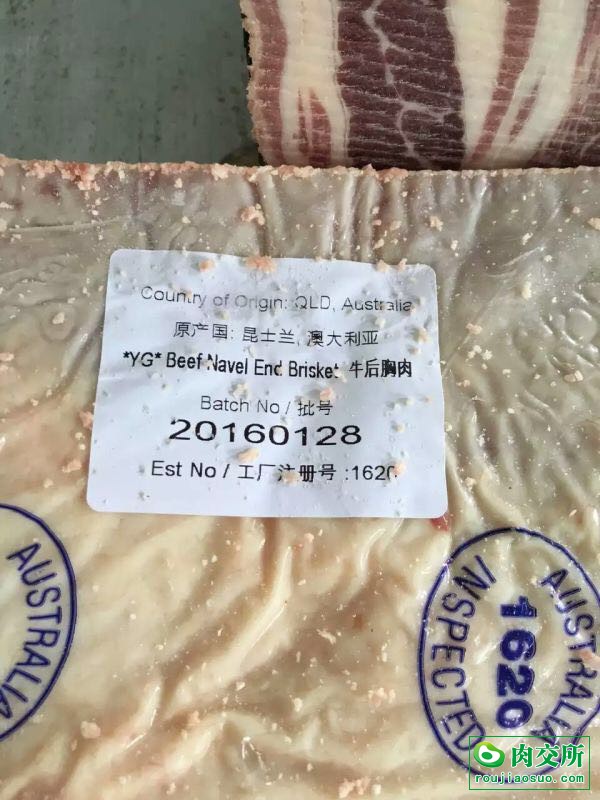 Country of Origin: QLD, Australia
原产国: 昆士兰, 澳大利亚
*YG* Beef Navel End Brisket 牛后胸肉
Batch No / 批号
20160128
Est No / 工厂注册号 :1620
AUSTRALIA
AUSTRALIA
1620
INSPECTED
肉交所
roujiaosuo.com